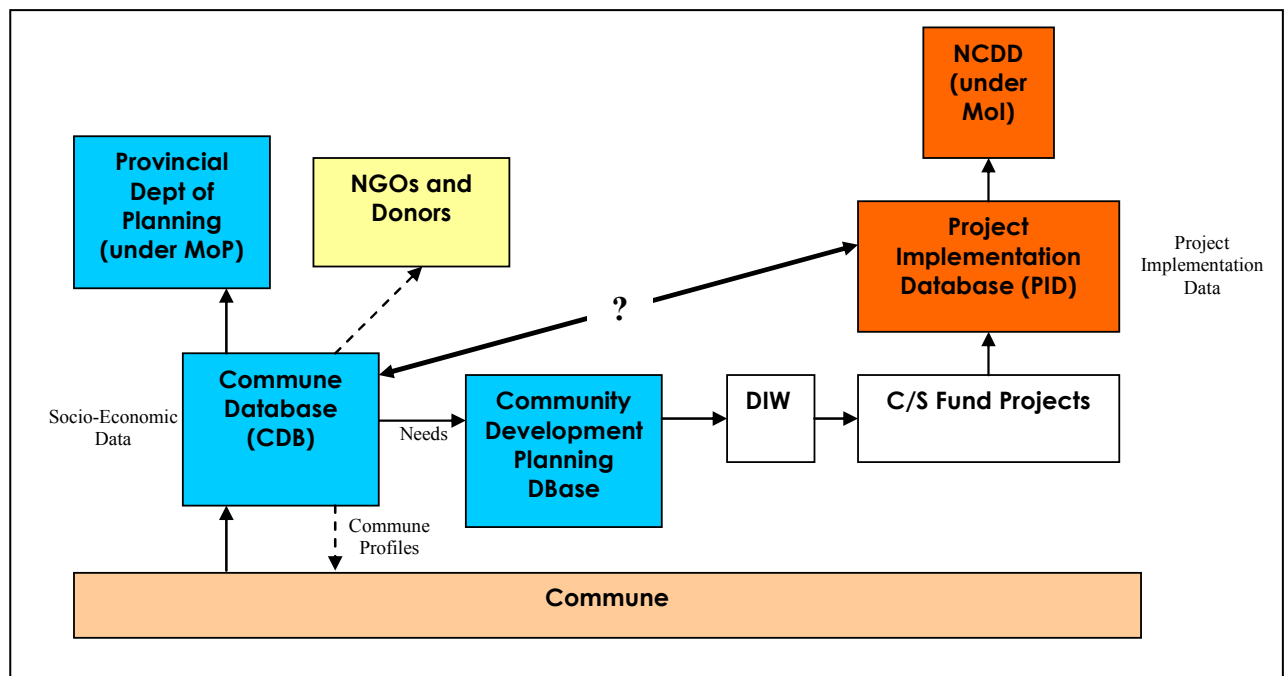 NCDD
(under
MoI)
Provincial
Dept of
Planning
(under MoP)
NGOs and
Donors
Project
Implementation
Database (PID)
Project
Implementation
Data
?
Commune
Database
(CDB)
Socio-Economic
Data
Needs
Community
Development
Planning
DBase
DIW
C/S Fund Projects
Commune
Profiles
Commune